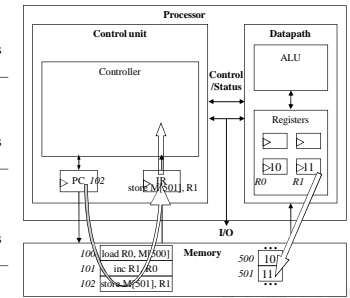 Processor
Control unit
Datapath
Controller
Control
/Status
ALU
Registers
10
11
R0
R1
PC 102
IR
store M[501], R1
I/O
Memory
100 load R0, M[500]
101 inc R1, R0
102 store M[501], R1
...
500 10
501 11
...